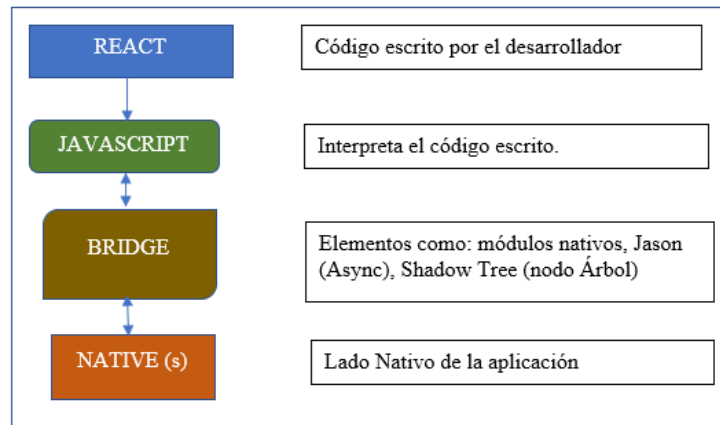 REACT
Código escrito por el desarrollador
JAVASCRIPT
Interpreta el código escrito.
BRIDGE
Elementos como: módulos nativos, Jason
(Async), Shadow Tree (nodo Árbol)
NATIVE (s)
Lado Nativo de la aplicación